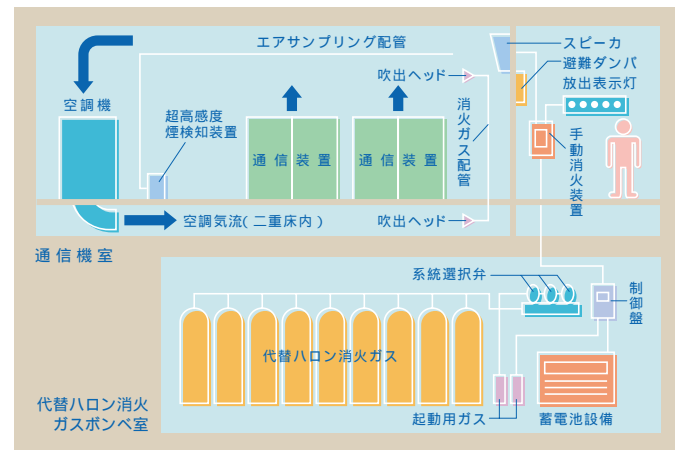 エアサンプリング配管
スピーカ
避難ダンパ
放出表示灯
吹出ヘッド
空調機
超高感度
煙検知装置
消火ガス配管
手動消火装置
通信装置
通信装置
空調気流(二重床内)
吹出ヘッド
通信機室
系統選択弁
制御盤
代替ハロン消火ガス
代替ハロン消火
ガスボンベ室
起動用ガス
蓄電池設備